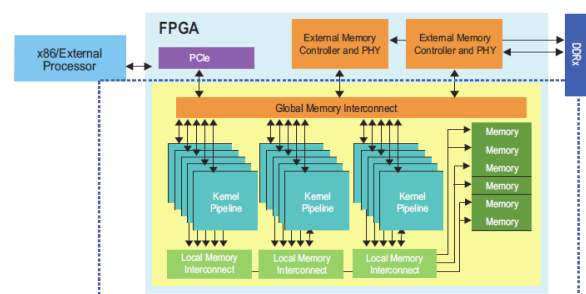 FPGA
x86/External
Processor
PCIe
External Memory
Controller and PHY
External Memory
Controller and PHY
DDRx
Global Memory Interconnect
Kernel
Pipeline
Kernel
Pipeline
Kernel
Pipeline
Memory
Memory
Memory
Memory
Memory
Memory
Local Memory
Interconnect
Local Memory
Interconnect
Local Memory
Interconnect